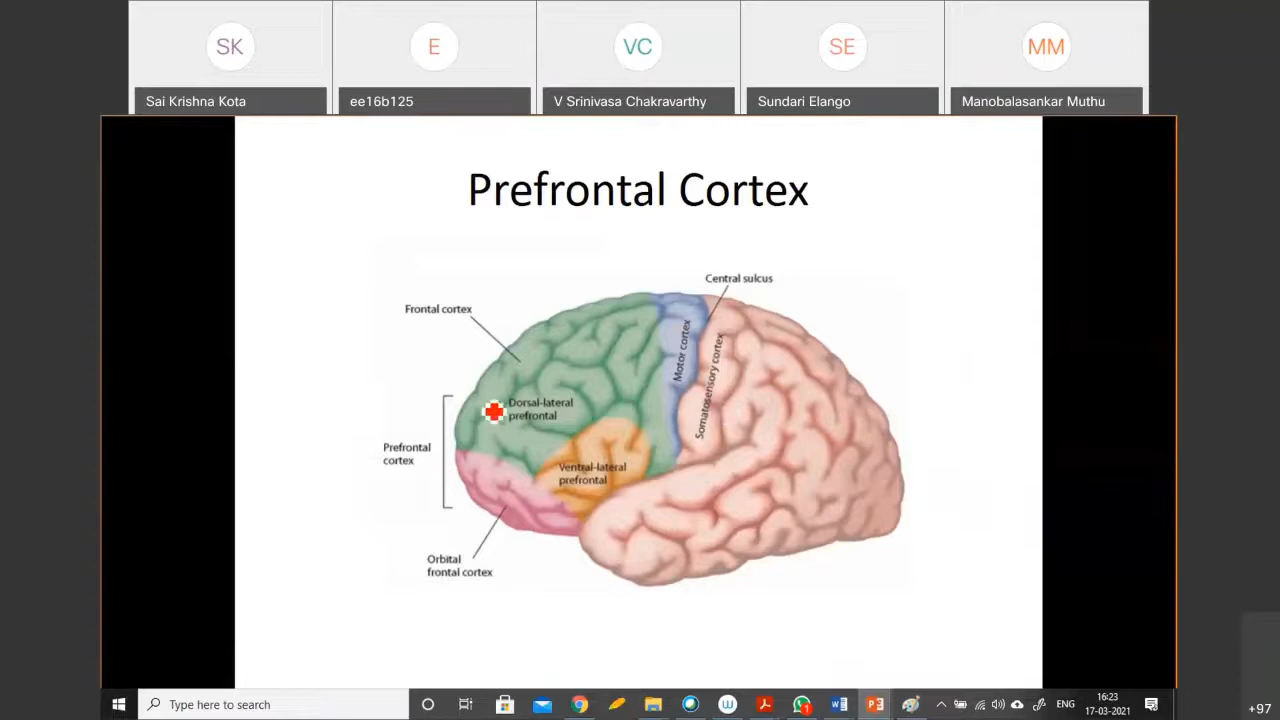 SK
E
VC
SE
MM
Sai Krishna Kota
ee16b125
V Srinivasa Chakravarthy
Sundari Elango
Manobalasankar Muthu
Prefrontal Cortex
Central sulcus
Frontal cortex
Motor cortex
Somatosensory cortex
Dorsal-lateral
prefrontal
Prefrontal
cortex
Ventral-lateral
prefrontal
Orbital
frontal cortex
Type here to search
ENG
16:23
17-03-2021
+97